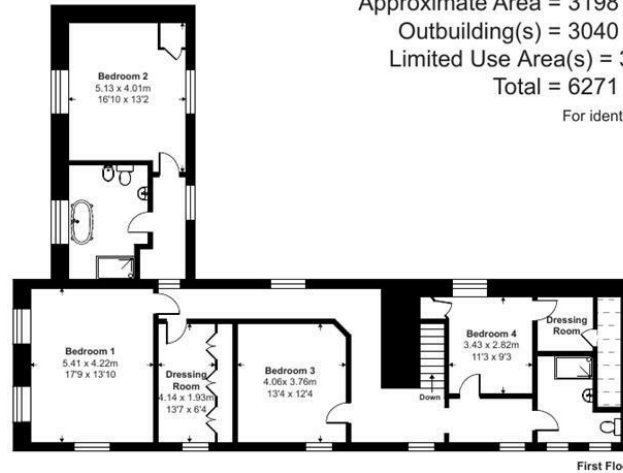 Approximate Area = 3198
Outbuilding(s) = 3040
Limited Use Area(s) = 3
Total = 6271
For ident
Bedroom 2
5.13 x 4.01m
16'10 x 13'2
Bedroom 1
5.41 x 4.22m
17'9 x 13'10
Dressing
Room
4.14 x 1.93m
13'7 x 6'4
Bedroom 3
4.06x 3.76m
13'4 x 12'4
Down
Bedroom 4
3.43 x 2.82m
11'3 x 9'3
Dressing
Room
First Flo